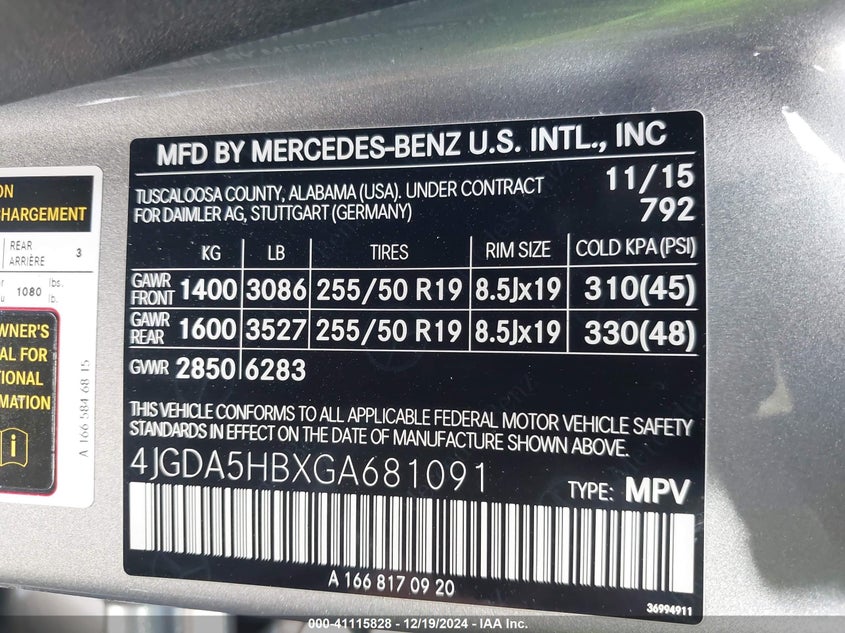 MFD BY MERCEDES-BENZ U.S. INTL., INC
TUSCALOOSA COUNTY, ALABAMA (USA). UNDER CONTRACT
FOR DAIMLER AG, STUTTGART (GERMANY)
11/15
792
KG LB TIRES RIM SIZE COLD KPA (PSI)
GAWR FRONT 1400 3086 255/50 R19 8.5Jx19 310(45)
GAWR REAR 1600 3527 255/50 R19 8.5Jx19 330(48)
GVWR 2850 6283
THIS VEHICLE CONFORMS TO ALL APPLICABLE FEDERAL MOTOR VEHICLE SAFETY
STANDARDS IN EFFECT ON THE DATE OF MANUFACTURE SHOWN ABOVE.
4JGDA5HBXGA681091
TYPE: MPV
A 166 817 09 20
36994911
ON
CHARGEMENT
REAR
ARRIÈRE 3
1080 lbs.
b.
WNER'S
AL FOR
TIONAL
MATION
i
A 166 584 68 15
000-41115828 - 12/19/2024 - IAA Inc.